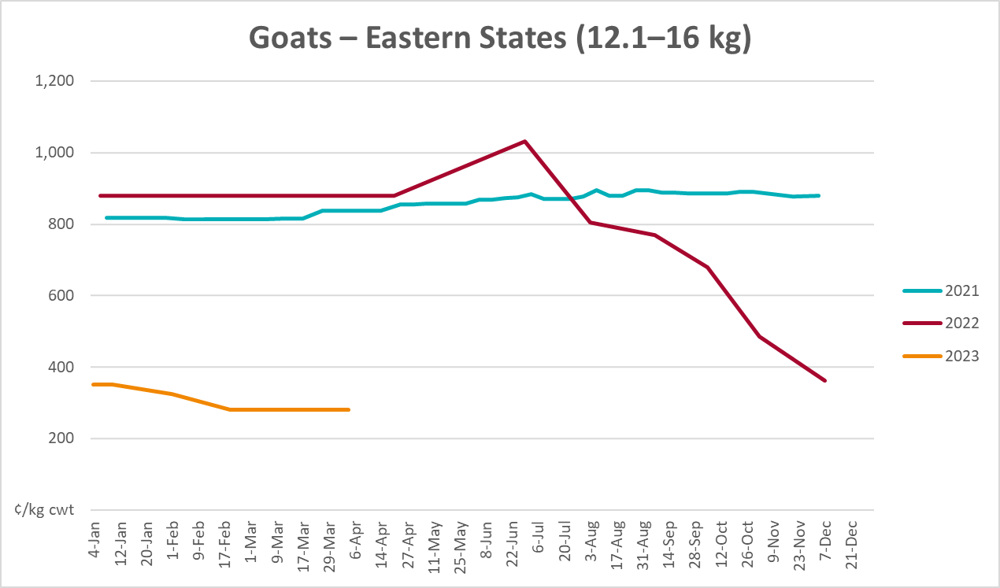 Goats – Eastern States (12.1–16 kg)
1,200
1,000
800
600
400
200
¢/kg cwt
4-Jan
12-Jan
20-Jan
1-Feb
9-Feb
17-Feb
1-Mar
9-Mar
17-Mar
29-Mar
6-Apr
14-Apr
27-Apr
11-May
25-May
8-Jun
22-Jun
6-Jul
20-Jul
3-Aug
17-Aug
31-Aug
14-Sep
28-Sep
12-Oct
26-Oct
9-Nov
23-Nov
7-Dec
21-Dec
2021
2022
2023